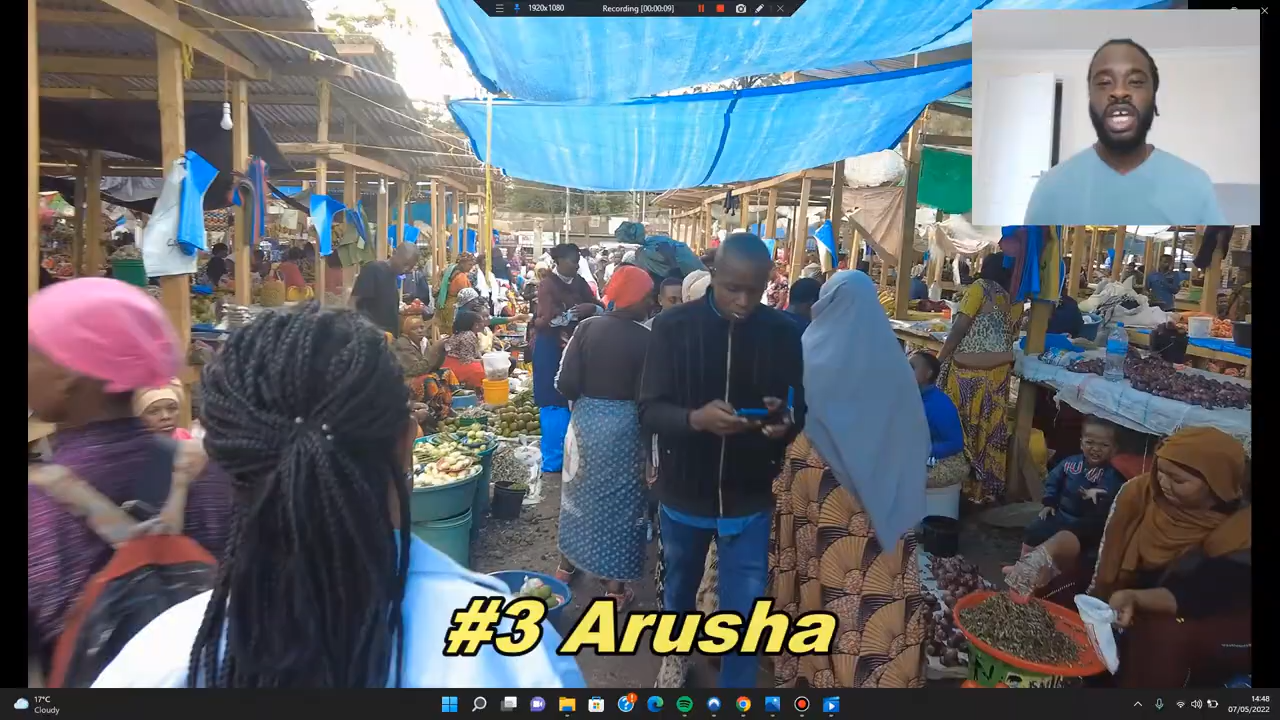 1920x1080
Recording [00:00:09]
#3 Arusha
17°C
Cloudy
14:48
07/05/2022